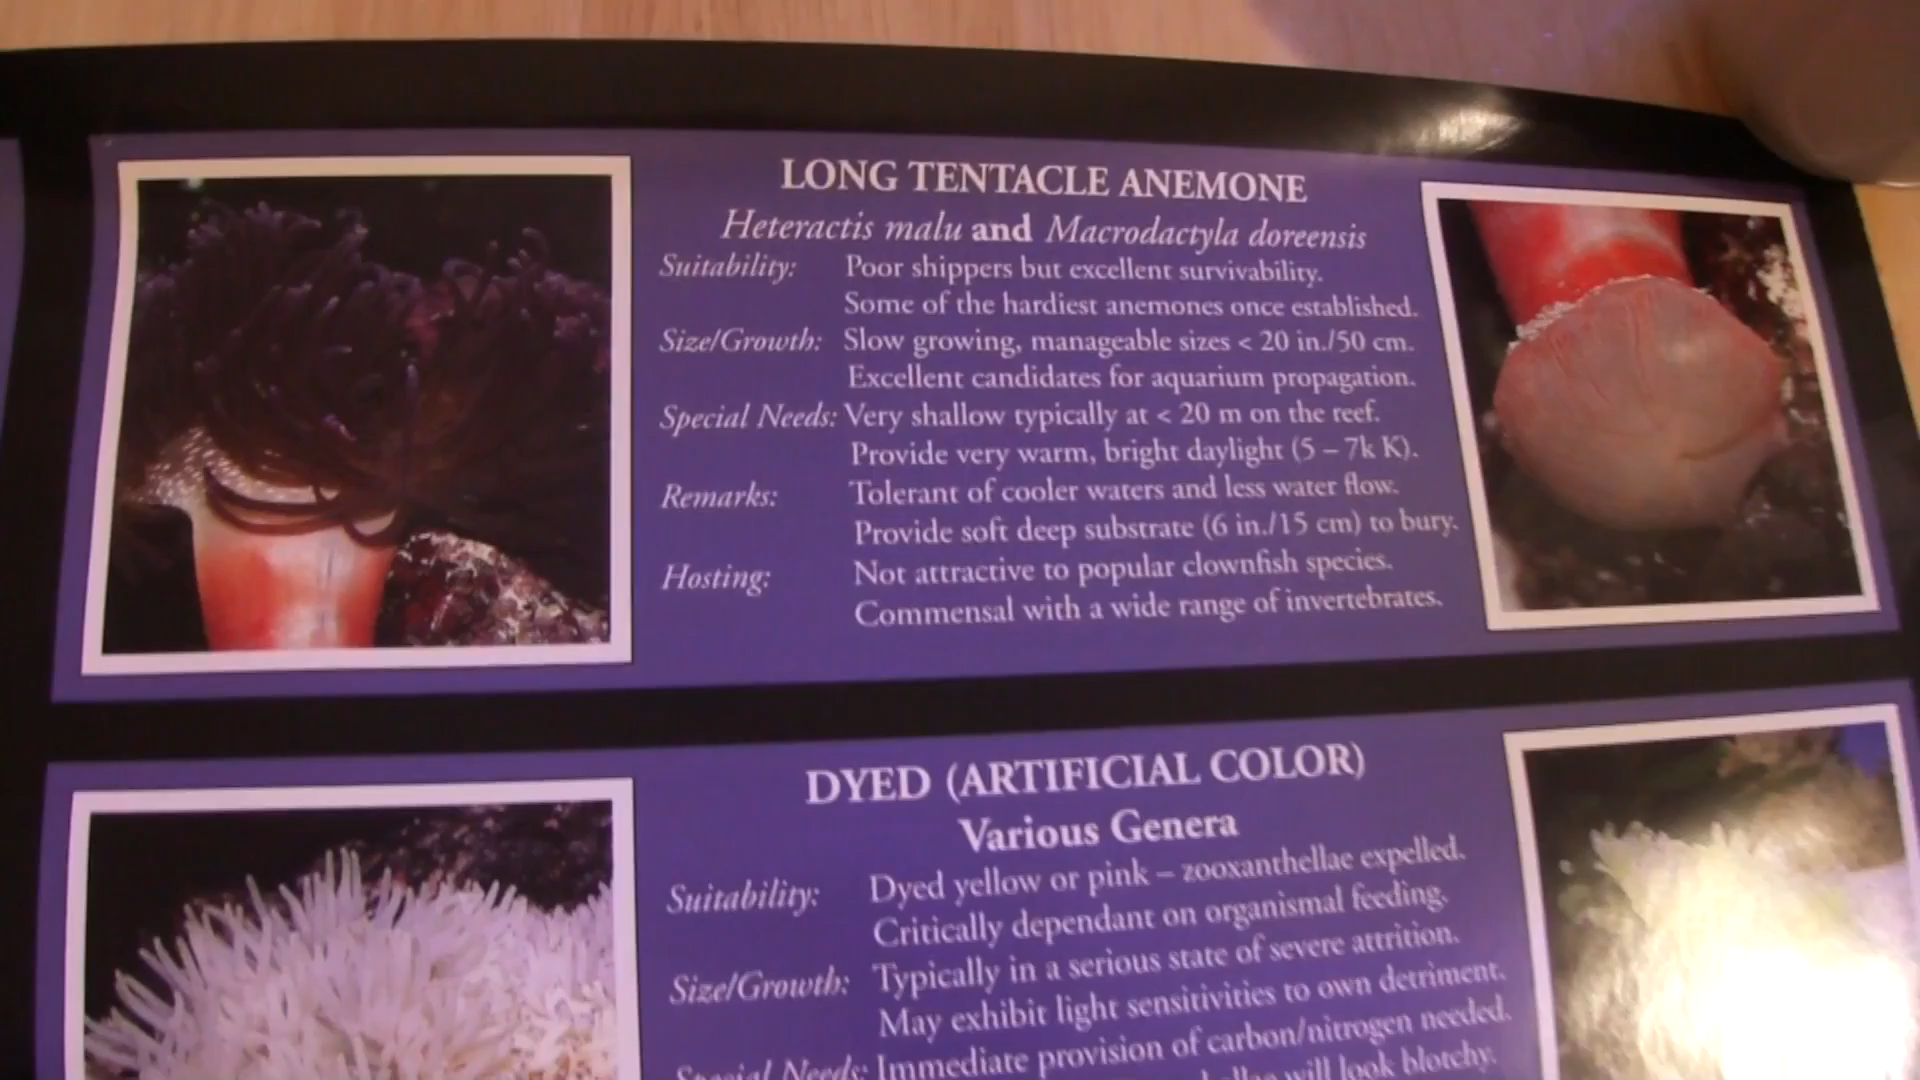 LONG TENTACLE ANEMONE
Heteractis malu and Macrodactyla doreensis
Suitability: Poor shippers but excellent survivability.
Some of the hardiest anemones once established.
Size/Growth: Slow growing, manageable sizes < 20 in./50 cm.
Excellent candidates for aquarium propagation.
Special Needs: Very shallow typically at < 20 m on the reef.
Provide very warm, bright daylight (5 – 7k K).
Remarks: Tolerant of cooler waters and less water flow.
Provide soft deep substrate (6 in./15 cm) to bury.
Hosting: Not attractive to popular clownfish species.
Commensal with a wide range of invertebrates.
DYED (ARTIFICIAL COLOR)
Various Genera
Suitability: Dyed yellow or pink – zooxanthellae expelled.
Critically dependant on organismal feeding.
Size/Growth: Typically in a serious state of severe attrition.
May exhibit light sensitivities to own detriment.
Special Needs: Immediate provision of carbon/nitrogen needed.
will look blotchy.